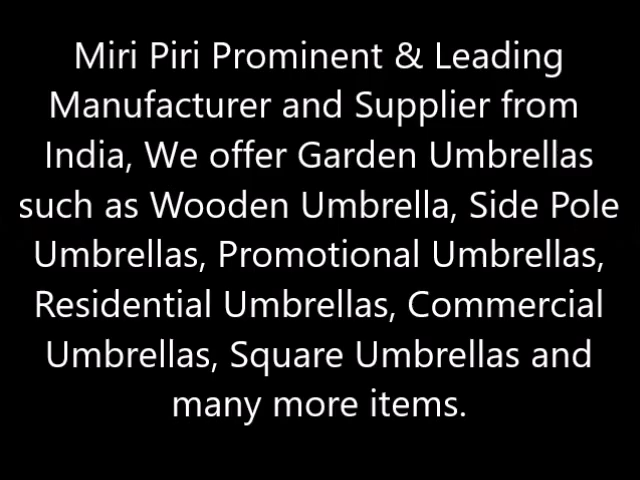 Miri Piri Prominent & Leading
Manufacturer and Supplier from
India, We offer Garden Umbrellas
such as Wooden Umbrella, Side Pole
Umbrellas, Promotional Umbrellas,
Residential Umbrellas, Commercial
Umbrellas, Square Umbrellas and
many more items.